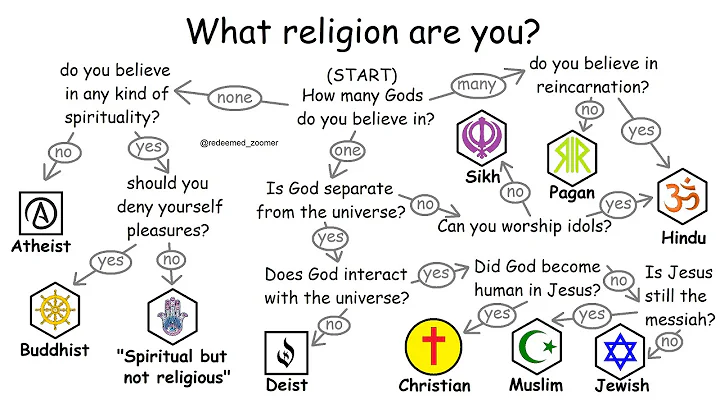 What religion are you?
do you believe
in any kind of
spirituality?
none
(START)
How many Gods
do you believe in?
many
do you believe in
reincarnation?
@redeemed_zoomer
no
yes
one
no
yes
Atheist
should you
deny yourself
pleasures?
Is God separate
from the universe?
no
Sikh
no
Pagan
Can you worship idols?
yes
Hindu
yes
no
yes
Buddhist
"Spiritual but
not religious"
Does God interact
with the universe?
yes
no
Deist
Did God become
human in Jesus?
no
yes
Is Jesus
still the
messiah?
yes
no
Christian
Muslim
Jewish